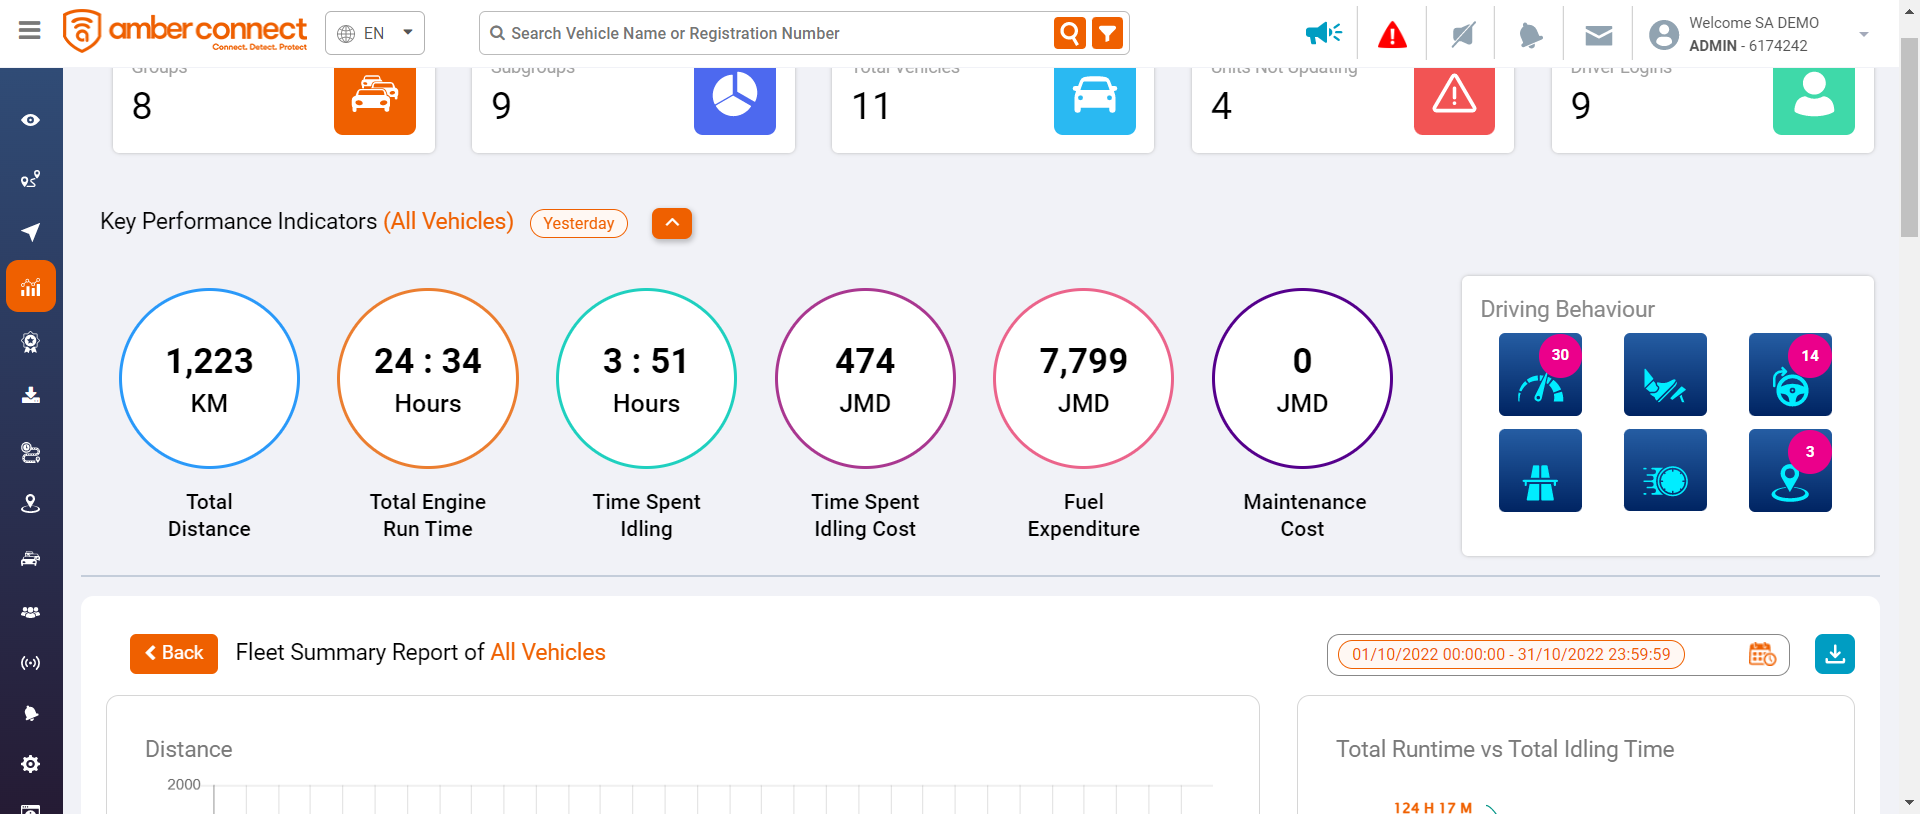 amber connect
Connect. Detect. Protect
EN
Search Vehicle Name or Registration Number
Welcome SA DEMO
ADMIN - 6174242
Groups
8
Subgroups
9
Total Vehicles
11
Units Not Updating
4
Driver Logins
9
Key Performance Indicators (All Vehicles)
Yesterday
1,223
KM
Total
Distance
24 : 34
Hours
Total Engine
Run Time
3 : 51
Hours
Time Spent
Idling
474
JMD
Time Spent
Idling Cost
7,799
JMD
Fuel
Expenditure
0
JMD
Maintenance
Cost
Driving Behaviour
30
14
3
Back
Fleet Summary Report of All Vehicles
01/10/2022 00:00:00 - 31/10/2022 23:59:59
Distance
2000
Total Runtime vs Total Idling Time
124 H 17 M